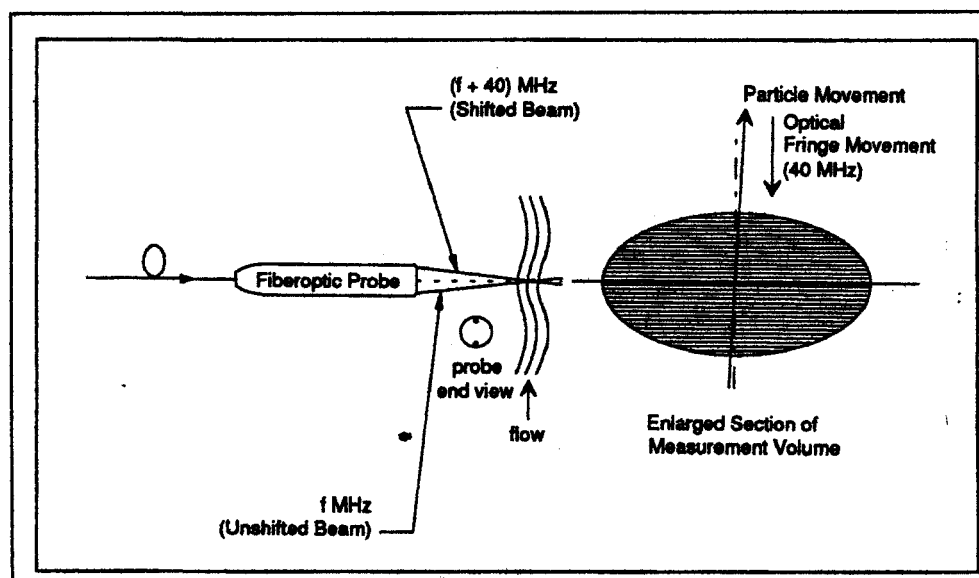 (f + 40) MHz
(Shifted Beam)
Particle Movement
Optical
Fringe Movement
(40 MHz)
Fiberoptic Probe
probe
end view
flow
Enlarged Section of
Measurement Volume
f MHz
(Unshifted Beam)